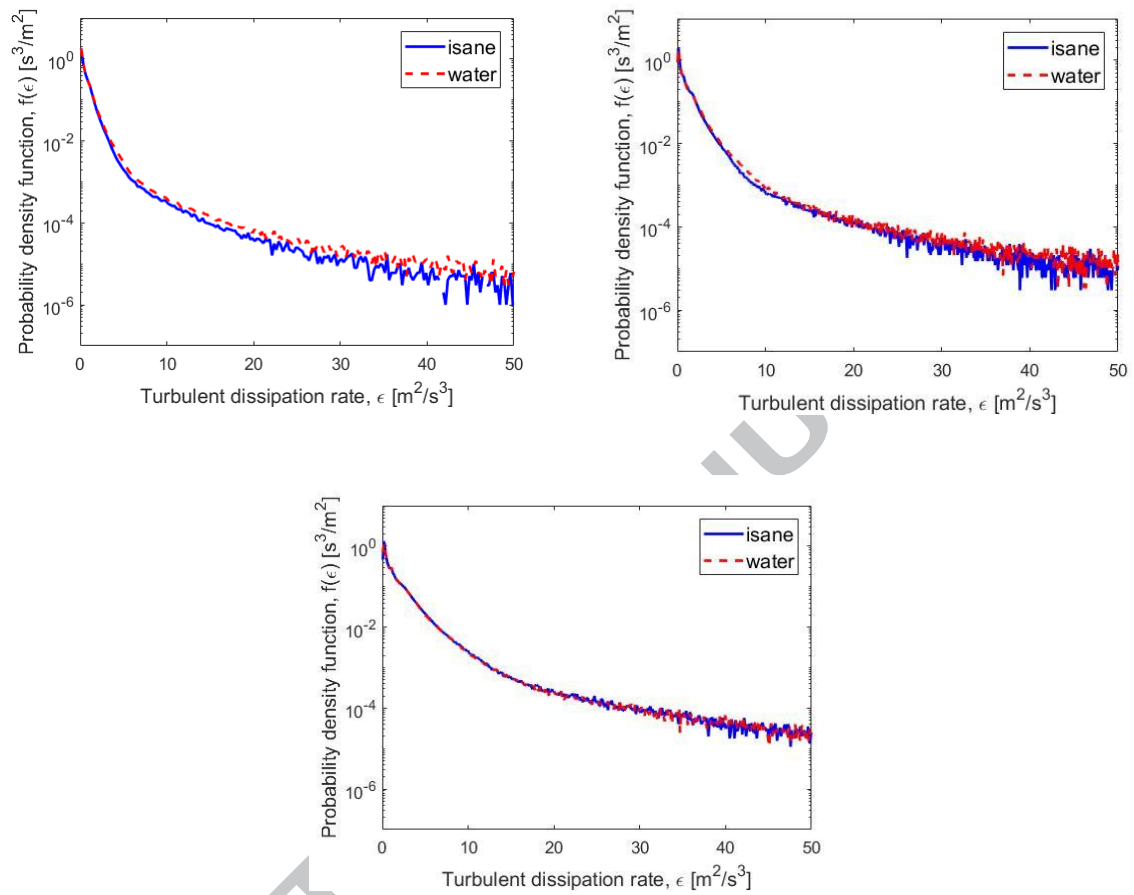 Probability density function, f(ϵ) [s³/m²]
10⁰
10⁻²
10⁻⁴
10⁻⁶
isane
water
0 10 20 30 40 50
Turbulent dissipation rate, ϵ [m²/s³]
Probability density function, f(ϵ) [s³/m²]
10⁰
10⁻²
10⁻⁴
10⁻⁶
isane
water
0 10 20 30 40 50
Turbulent dissipation rate, ϵ [m²/s³]
Probability density function, f(ϵ) [s³/m²]
10⁰
10⁻²
10⁻⁴
10⁻⁶
isane
water
0 10 20 30 40 50
Turbulent dissipation rate, ϵ [m²/s³]